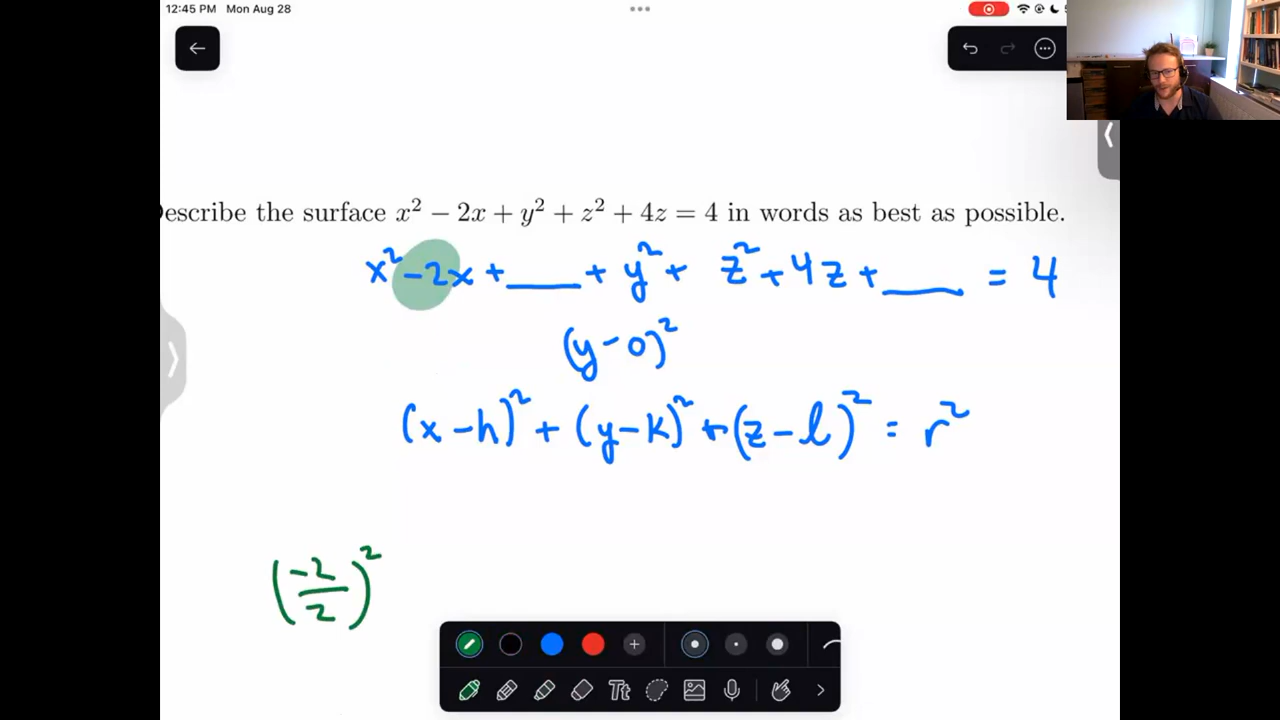 12:45 PM Mon Aug 28
escribe the surface x² − 2x + y² + z² + 4z = 4 in words as best as possible.
x² − 2x + ___ + y² + z² + 4z + ___ = 4
(y − 0)²
(x − h)² + (y − k)² + (z − l)² = r²
(−2/2)²
Tt